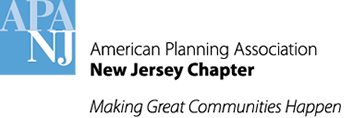 APA
NJ
American Planning Association
New Jersey Chapter
Making Great Communities Happen